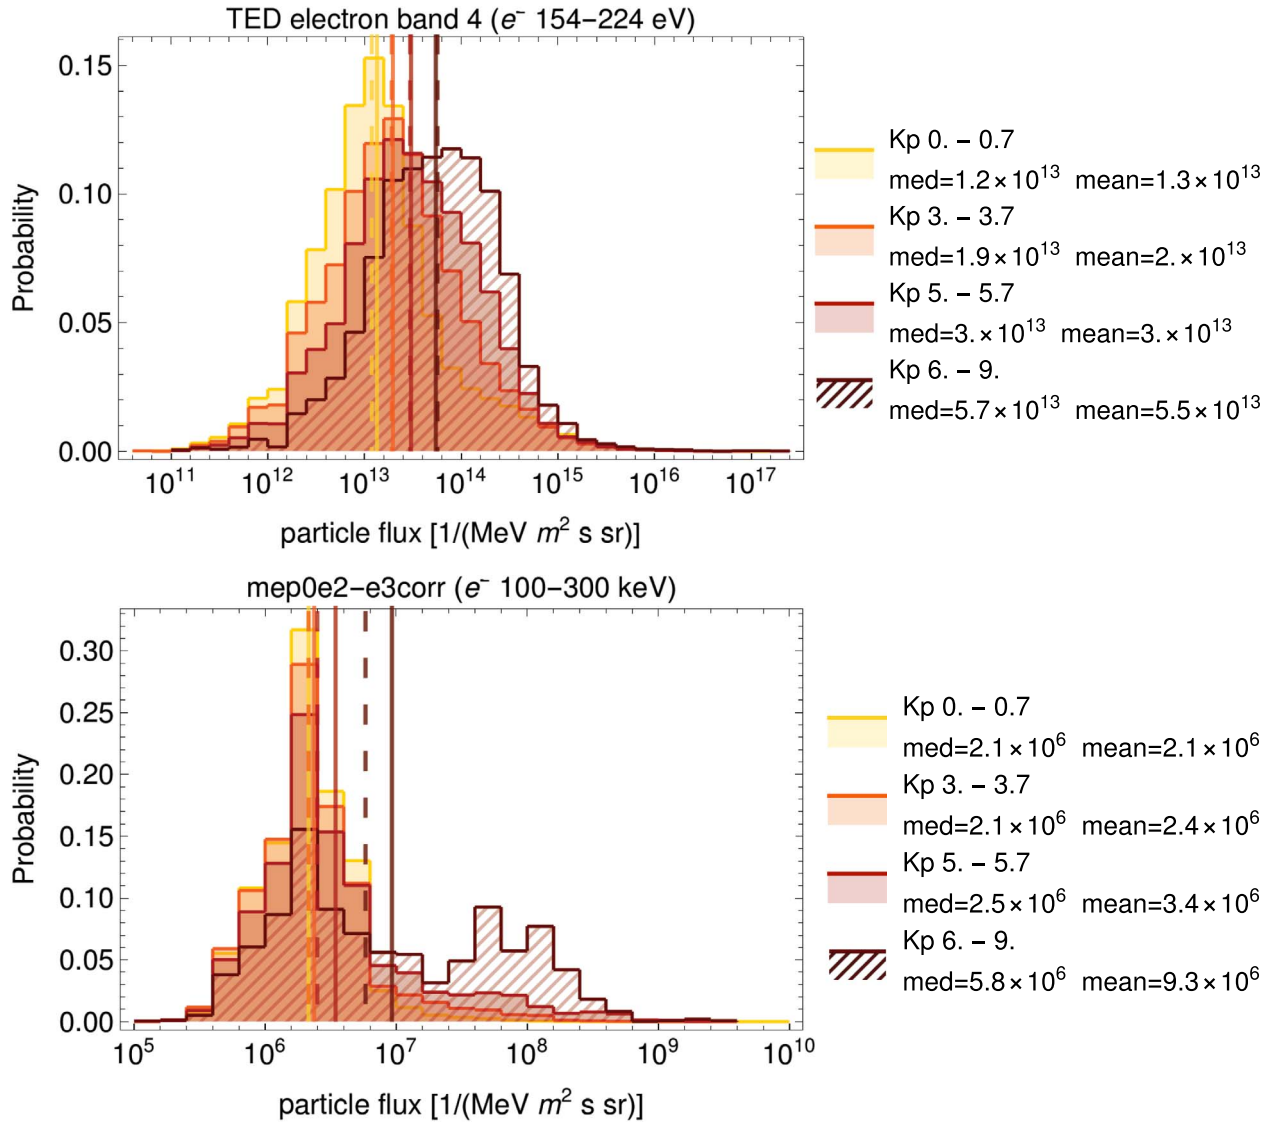 TED electron band 4 (e⁻ 154–224 eV)
0.15
0.10
0.05
0.00
Probability
10¹¹ 10¹² 10¹³ 10¹⁴ 10¹⁵ 10¹⁶ 10¹⁷
particle flux [1/(MeV m² s sr)]
Kp 0. – 0.7
med=1.2×10¹³ mean=1.3×10¹³
Kp 3. – 3.7
med=1.9×10¹³ mean=2.×10¹³
Kp 5. – 5.7
med=3.×10¹³ mean=3.×10¹³
Kp 6. – 9.
med=5.7×10¹³ mean=5.5×10¹³
mep0e2–e3corr (e⁻ 100–300 keV)
0.30
0.25
0.20
0.15
0.10
0.05
0.00
Probability
10⁵ 10⁶ 10⁷ 10⁸ 10⁹ 10¹⁰
particle flux [1/(MeV m² s sr)]
Kp 0. – 0.7
med=2.1×10⁶ mean=2.1×10⁶
Kp 3. – 3.7
med=2.1×10⁶ mean=2.4×10⁶
Kp 5. – 5.7
med=2.5×10⁶ mean=3.4×10⁶
Kp 6. – 9.
med=5.8×10⁶ mean=9.3×10⁶